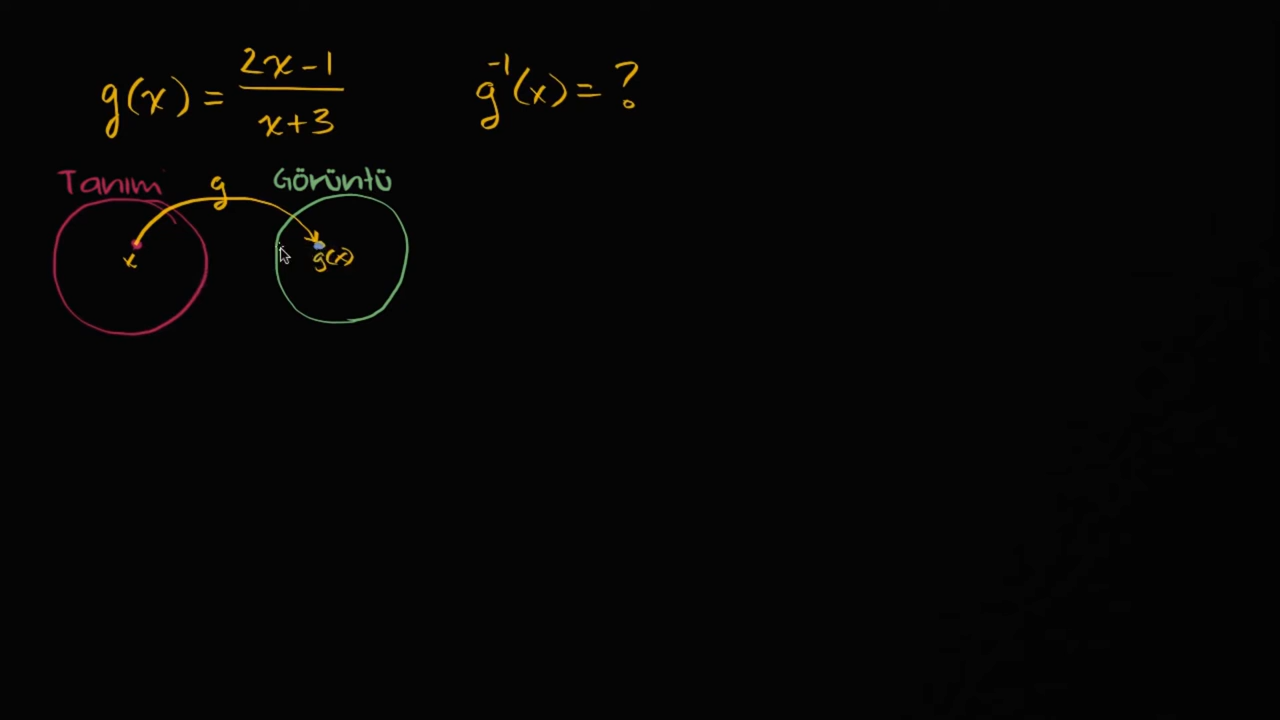 g(x) = (2x-1)/(x+3)
g⁻¹(x) = ?
Tanım g Görüntü
x g(x)